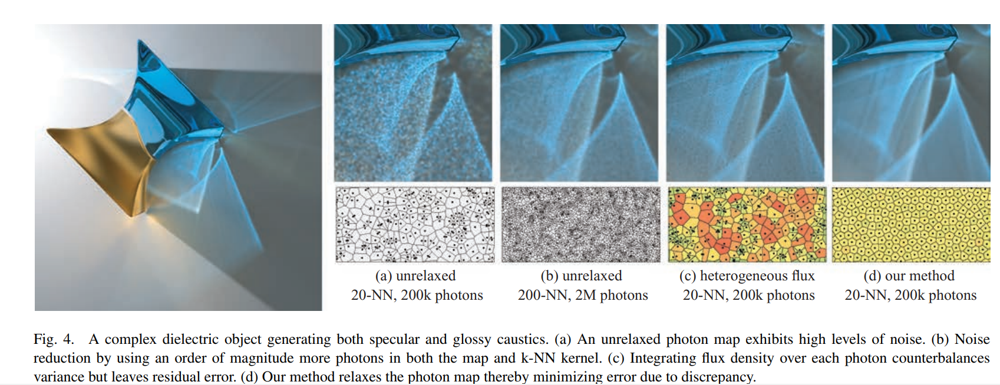 (a) unrelaxed
20-NN, 200k photons
(b) unrelaxed
200-NN, 2M photons
(c) heterogeneous flux
20-NN, 200k photons
(d) our method
20-NN, 200k photons
Fig. 4. A complex dielectric object generating both specular and glossy caustics. (a) An unrelaxed photon map exhibits high levels of noise. (b) Noise
reduction by using an order of magnitude more photons in both the map and k-NN kernel. (c) Integrating flux density over each photon counterbalances
variance but leaves residual error. (d) Our method relaxes the photon map thereby minimizing error due to discrepancy.